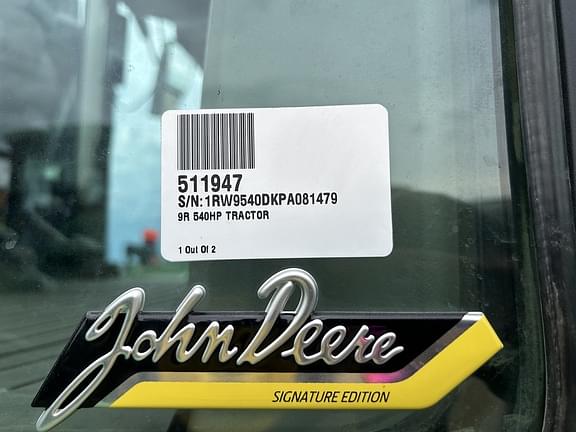 511947
S/N:1RW9540DKPA081479
9R 540HP TRACTOR
1 Out Of 2
John Deere
SIGNATURE EDITION